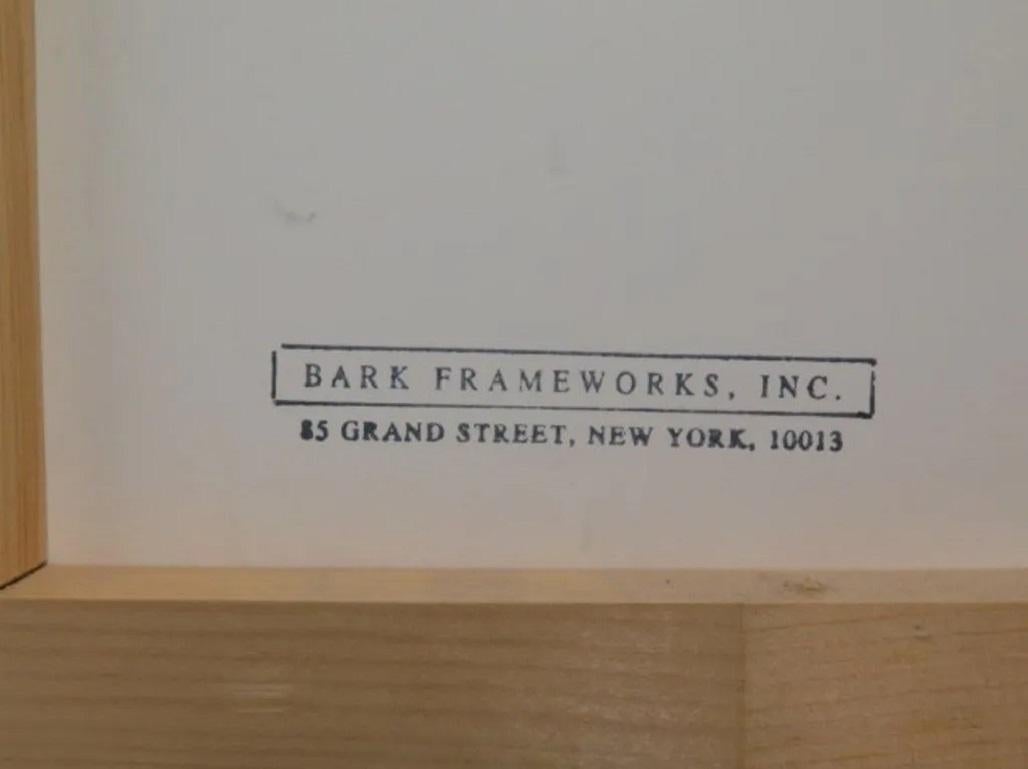 BARK FRAMEWORKS, INC.
85 GRAND STREET, NEW YORK, 10013